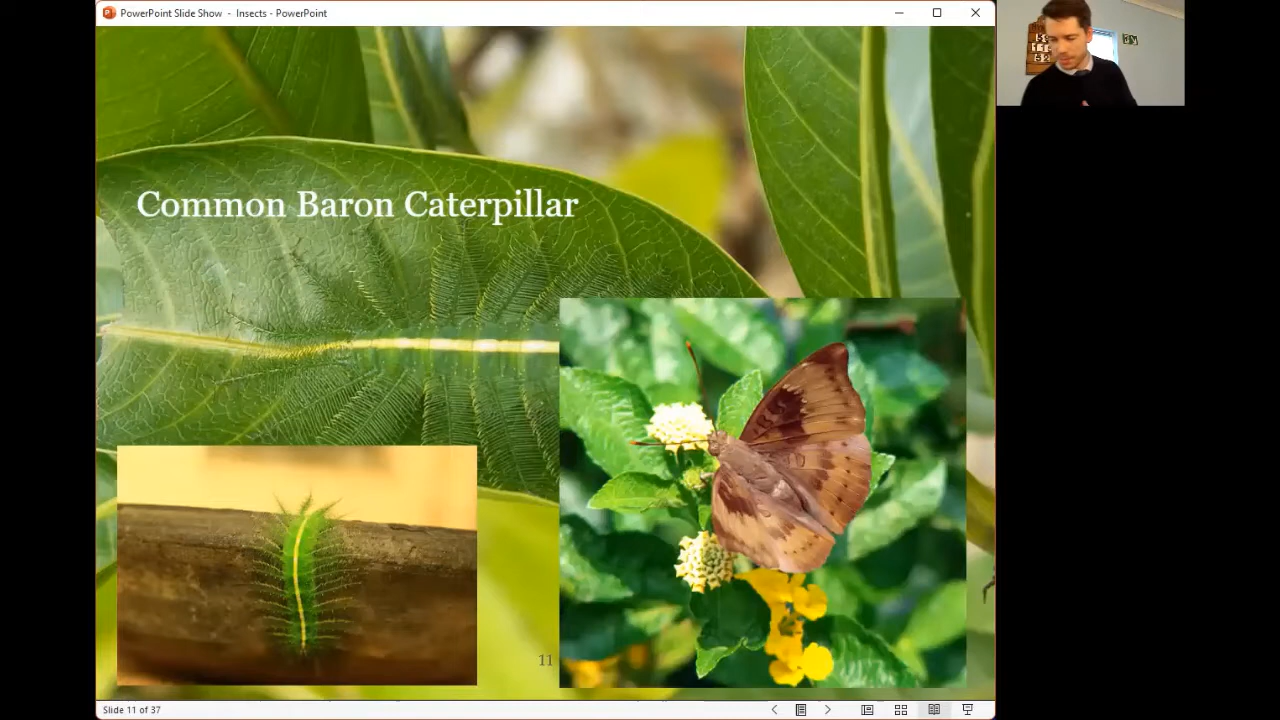 PowerPoint Slide Show - Insects - PowerPoint
Common Baron Caterpillar
11
Slide 11 of 37